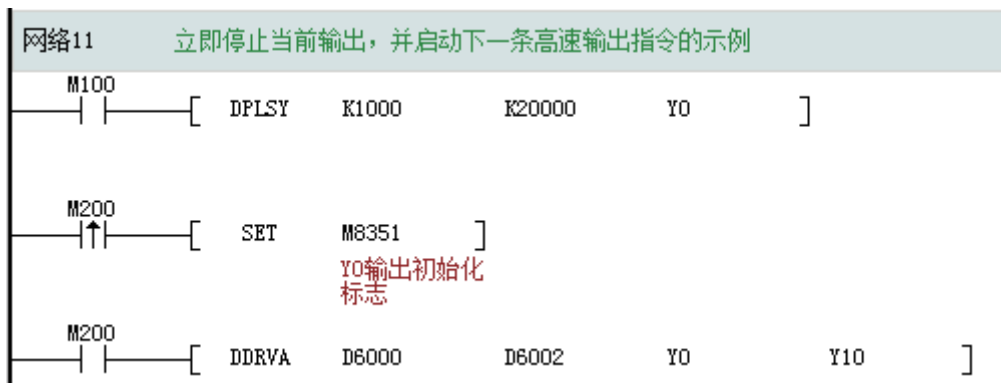 网络11 立即停止当前输出，并启动下一条高速输出指令的示例
M100
[ DPLSY K1000 K20000 Y0 ]
M200
[ SET M8351 ]
Y0输出初始化
标志
M200
[ DDRVA D6000 D6002 Y0 Y10 ]